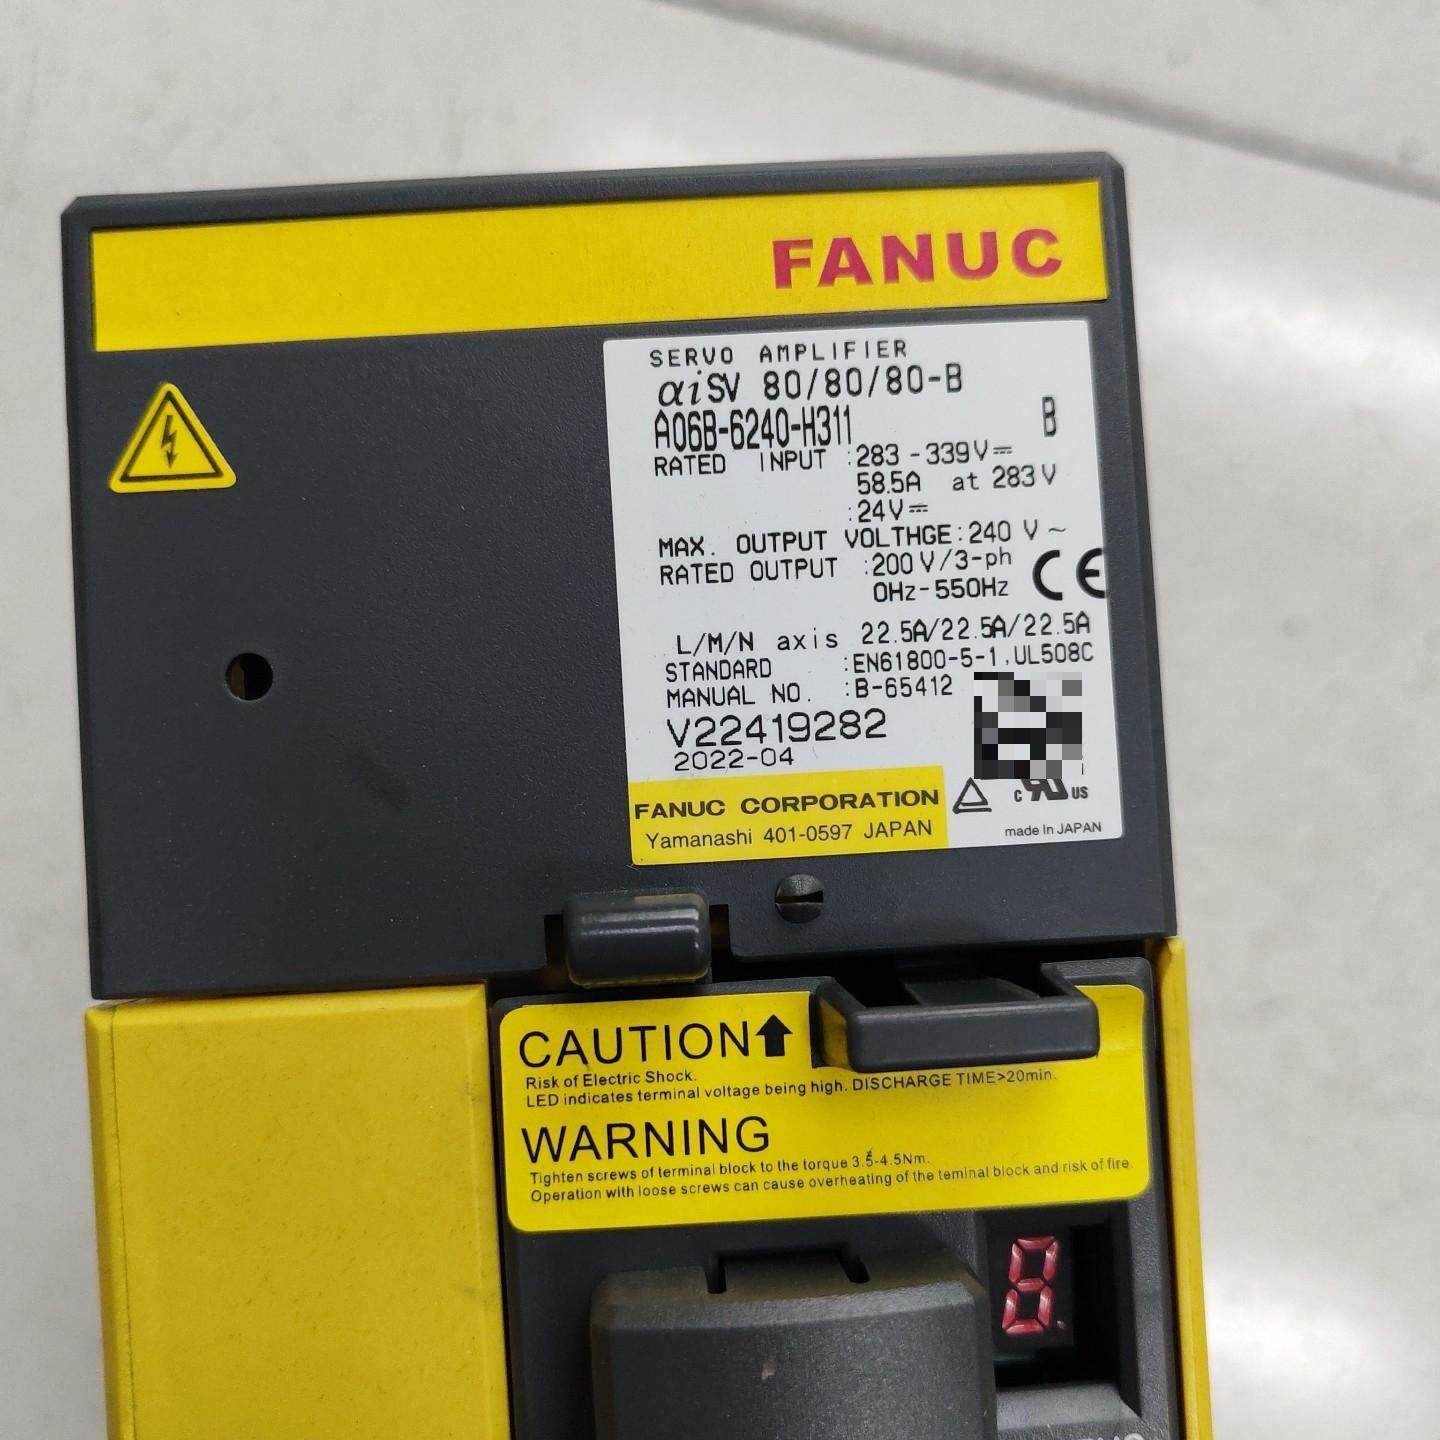 FANUC
SERVO AMPLIFIER
αiSV 80/80/80-B
A06B-6240-H311 B
RATED INPUT :283-339V⎓
58.5A at 283V
:24V⎓
MAX. OUTPUT VOLTHGE:240 V~
RATED OUTPUT :200V/3-ph
0Hz-550Hz
CE
L/M/N axis 22.5A/22.5A/22.5A
STANDARD :EN61800-5-1,UL508C
MANUAL NO. :B-65412
V22419282
2022-04
c US
FANUC CORPORATION
Yamanashi 401-0597 JAPAN
made in JAPAN
CAUTION↑
Risk of Electric Shock.
LED indicates terminal voltage being high. DISCHARGE TIME>20min.
WARNING
Tighten screws of terminal block to the torque 3.5-4.5Nm.
Operation with loose screws can cause overheating of the teminal block and risk of fire.
8.